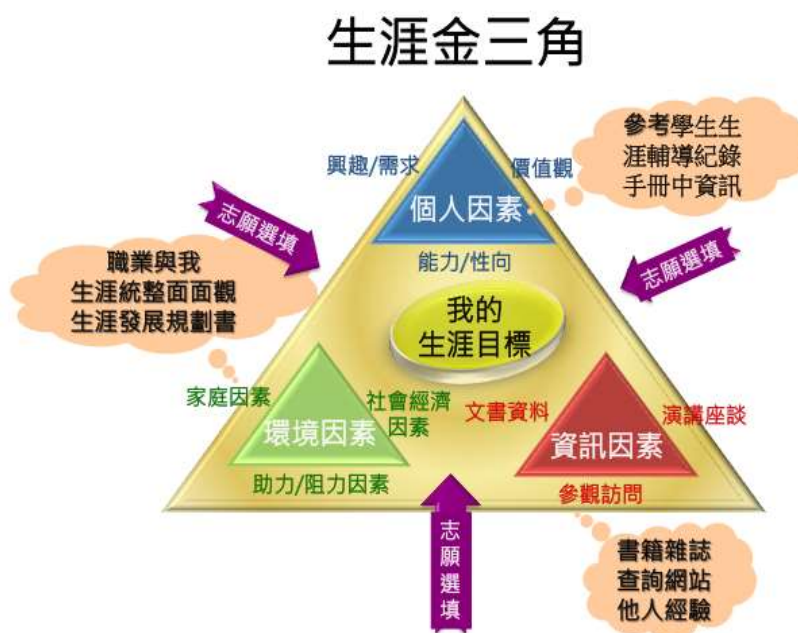 生涯金三角
參考學生生
涯輔導紀錄
手冊中資訊
興趣/需求
價值觀
個人因素
能力/性向
志願選填
志願選填
職業與我
生涯統整面面觀
生涯發展規劃書
我的
生涯目標
家庭因素
社會經濟
因素
環境因素
助力/阻力因素
文書資料
演講座談
資訊因素
參觀訪問
志願選填
書籍雜誌
查詢網站
他人經驗